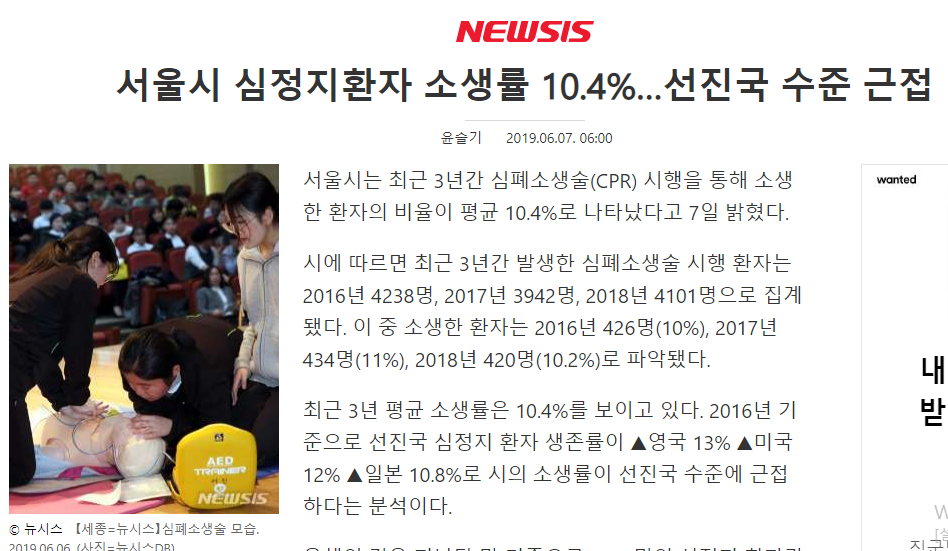 NEWSIS
서울시 심정지환자 소생률 10.4%...선진국 수준 근접
윤슬기 2019.06.07. 06:00
서울시는 최근 3년간 심폐소생술(CPR) 시행을 통해 소생
한 환자의 비율이 평균 10.4%로 나타났다고 7일 밝혔다.
시에 따르면 최근 3년간 발생한 심폐소생술 시행 환자는
2016년 4238명, 2017년 3942명, 2018년 4101명으로 집계
됐다. 이 중 소생한 환자는 2016년 426명(10%), 2017년
434명(11%), 2018년 420명(10.2%)로 파악됐다.
최근 3년 평균 소생률은 10.4%를 보이고 있다. 2016년 기
준으로 선진국 심정지 환자 생존률이 ▲영국 13% ▲미국
12% ▲일본 10.8%로 시의 소생률이 선진국 수준에 근접
하다는 분석이다.
AED
TRAINER
NEWSIS
© 뉴시스 【세종=뉴시스】심폐소생술 모습.
2019.06.06. (사진=뉴시스DB)
wanted
내
받
W